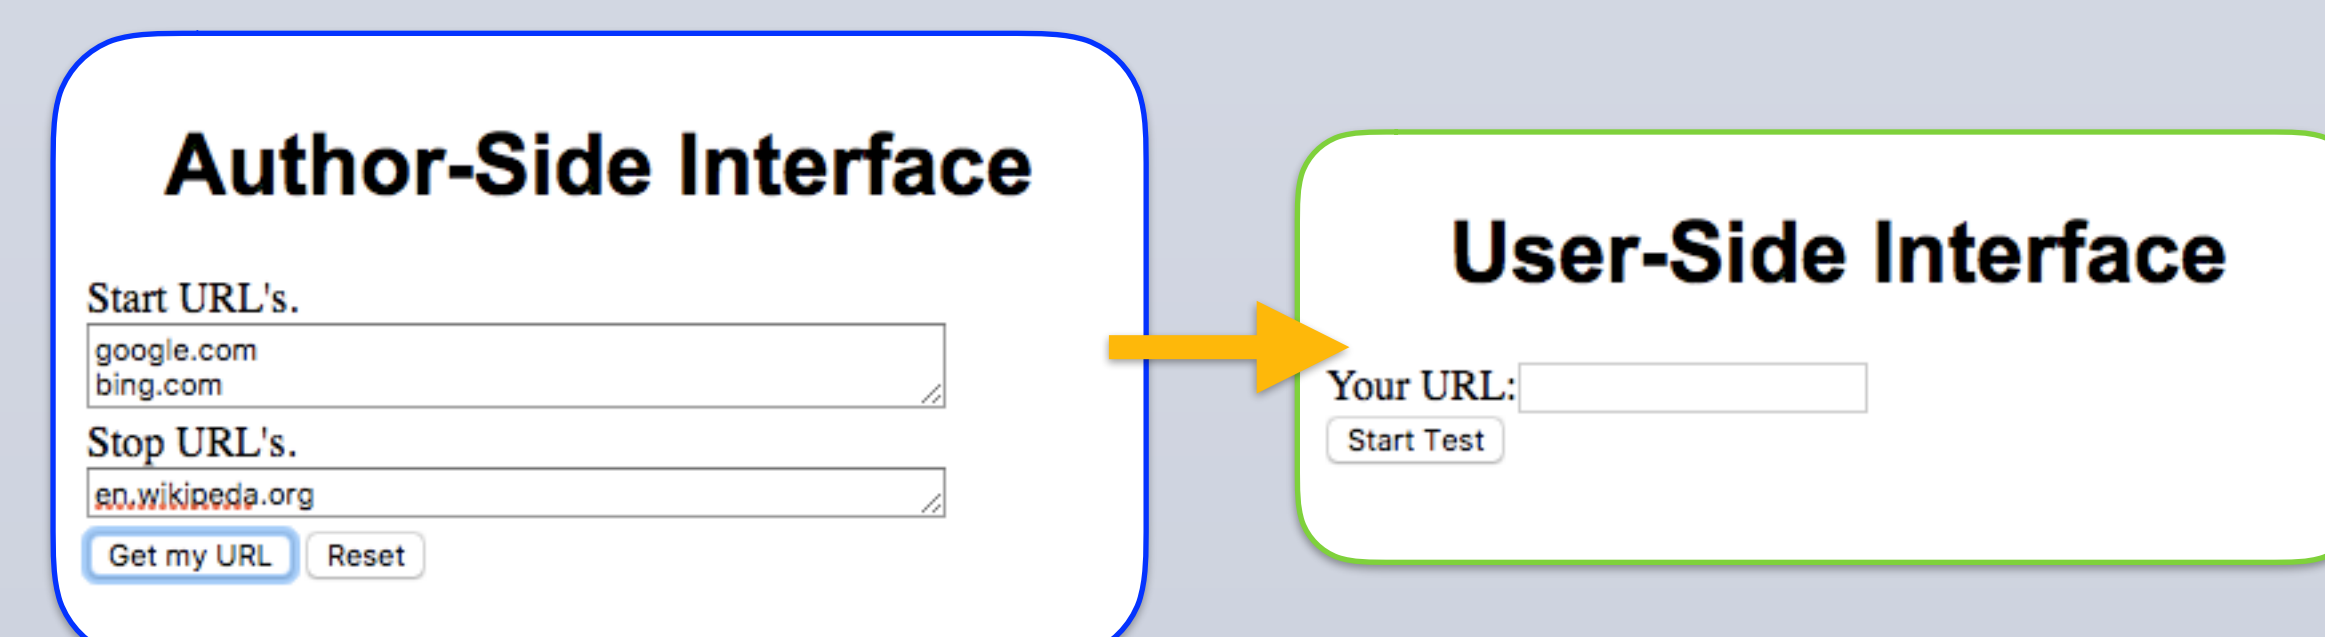 Author-Side Interface
Start URL's.
google.com
bing.com
Stop URL's.
en.wikipeda.org
Get my URL
Reset
User-Side Interface
Your URL:
Start Test